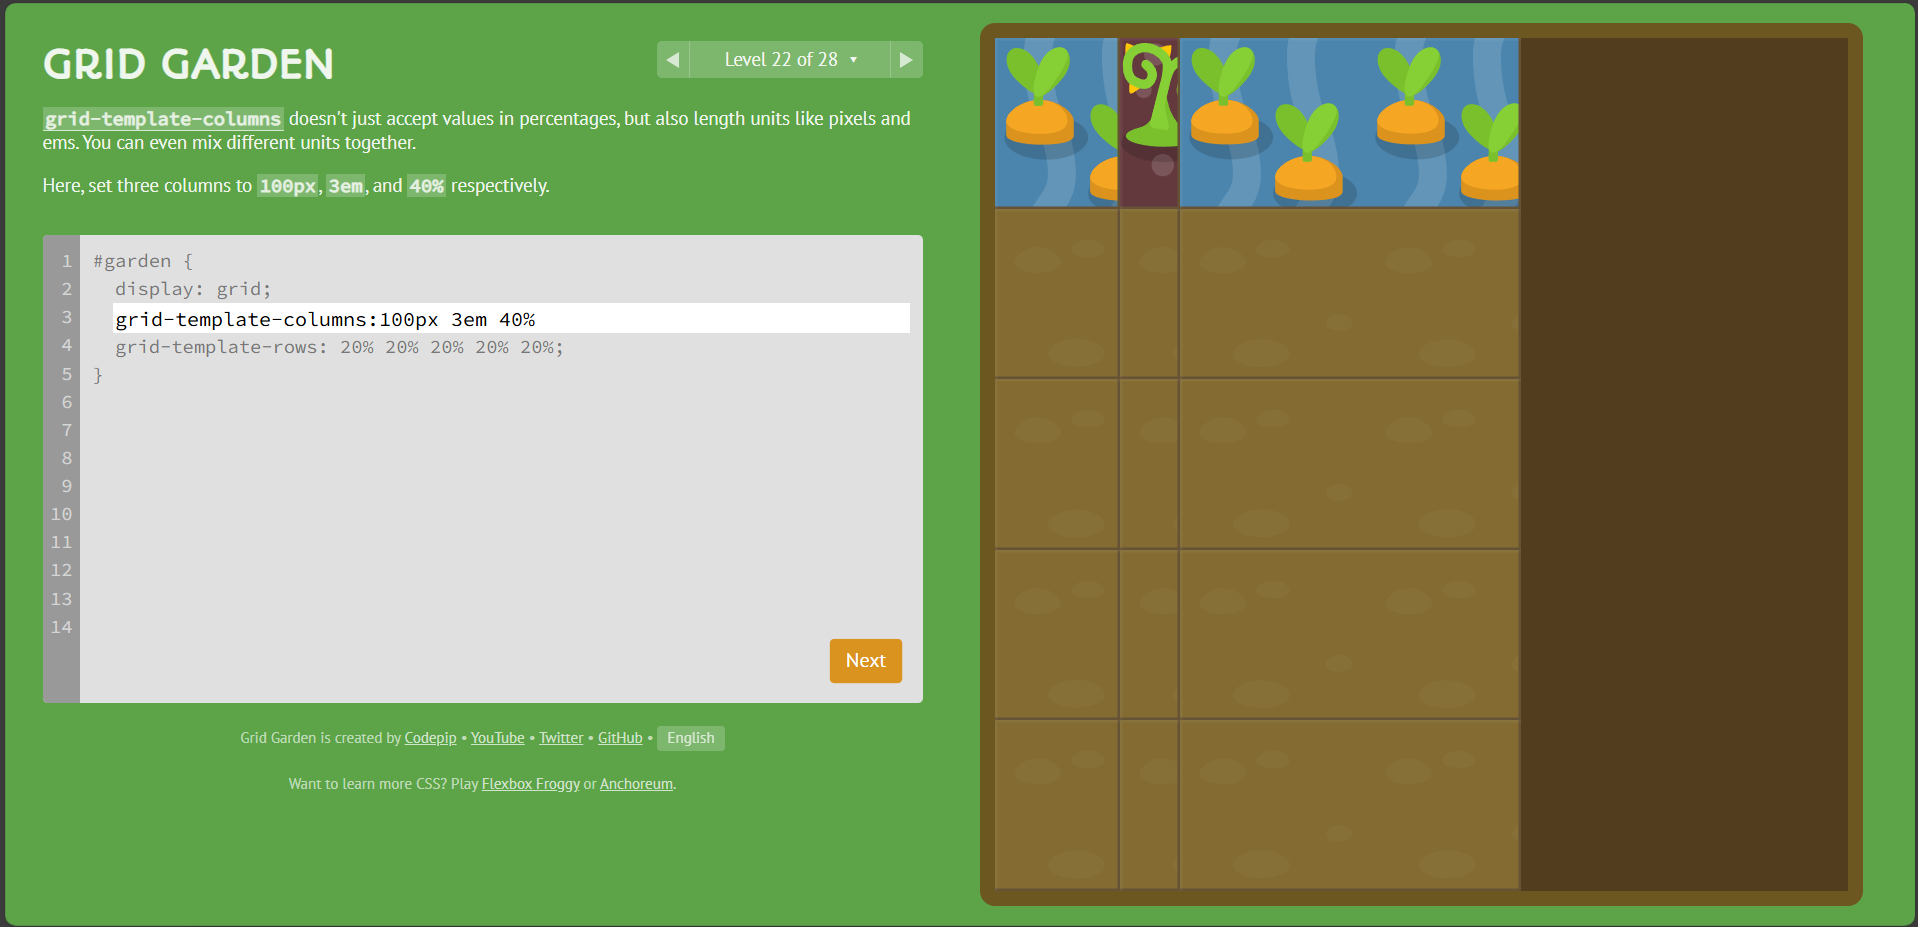 GRID GARDEN
◀ Level 22 of 28 ▾ ▶
grid-template-columns doesn't just accept values in percentages, but also length units like pixels and
ems. You can even mix different units together.
Here, set three columns to 100px, 3em, and 40% respectively.
1 #garden {
2 display: grid;
3 grid-template-columns:100px 3em 40%
4 grid-template-rows: 20% 20% 20% 20% 20%;
5 }
6
7
8
9
10
11
12
13
14
Next
Grid Garden is created by Codepip • YouTube • Twitter • GitHub • English
Want to learn more CSS? Play Flexbox Froggy or Anchoreum.